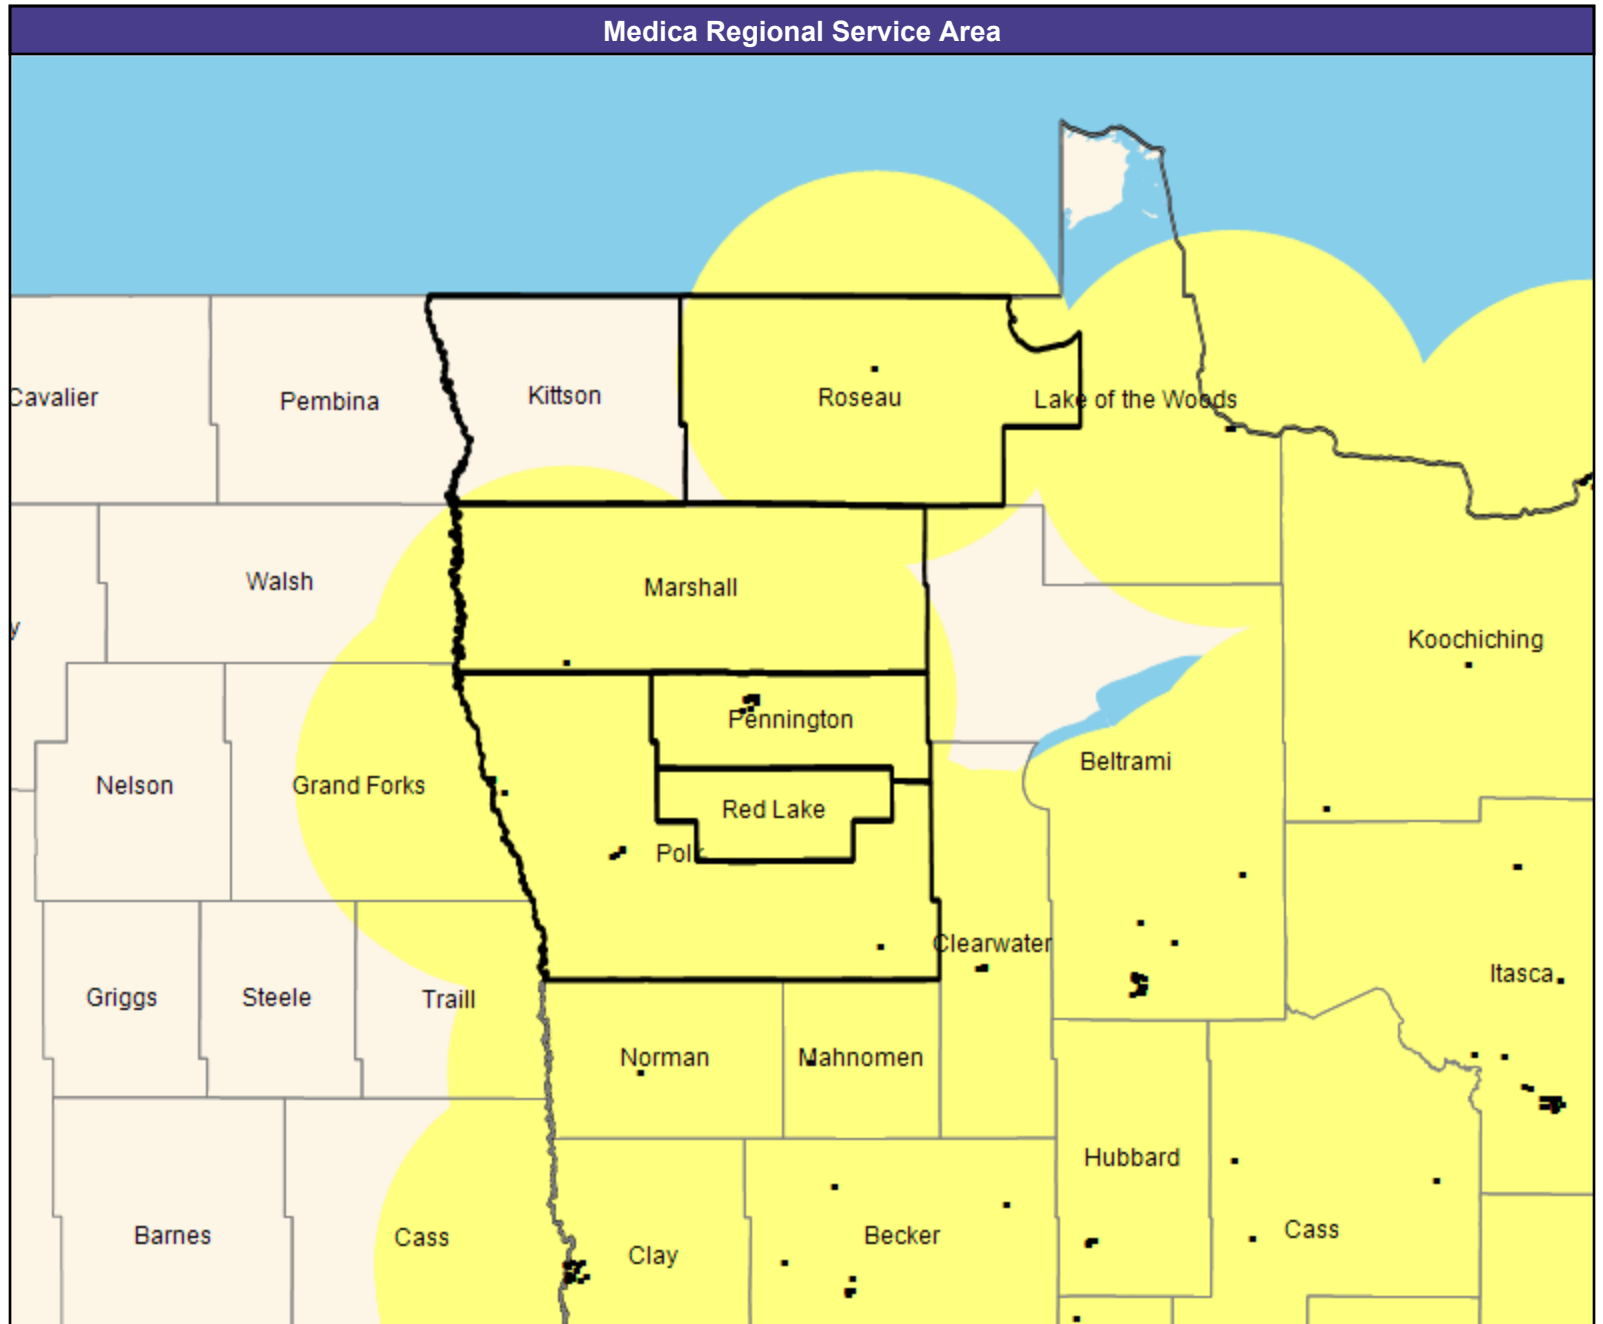 Medica Regional Service Area
Cavalier
Pembina
Kittson
Roseau
Lake of the Woods
Walsh
Marshall
y
Koochiching
Pennington
Nelson
Grand Forks
Beltrami
Red Lake
Polk
Clearwater
Griggs
Steele
Traill
Itasca
Norman
Mahnomen
Hubbard
Barnes
Cass
Clay
Becker
Cass